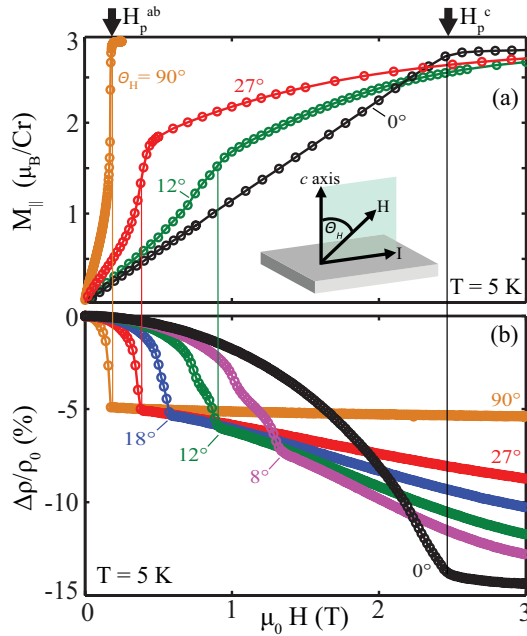 H_p^ab H_p^c
3
2
1
M_∥ (μ_B/Cr)
Θ_H = 90°
27°
(a)
0°
12°
c axis
H
Θ_H
I
T = 5 K
0
-5
-10
-15
Δρ/ρ_0 (%)
(b)
90°
18°
27°
12°
8°
0°
T = 5 K
0 1 2 3
μ_0 H (T)